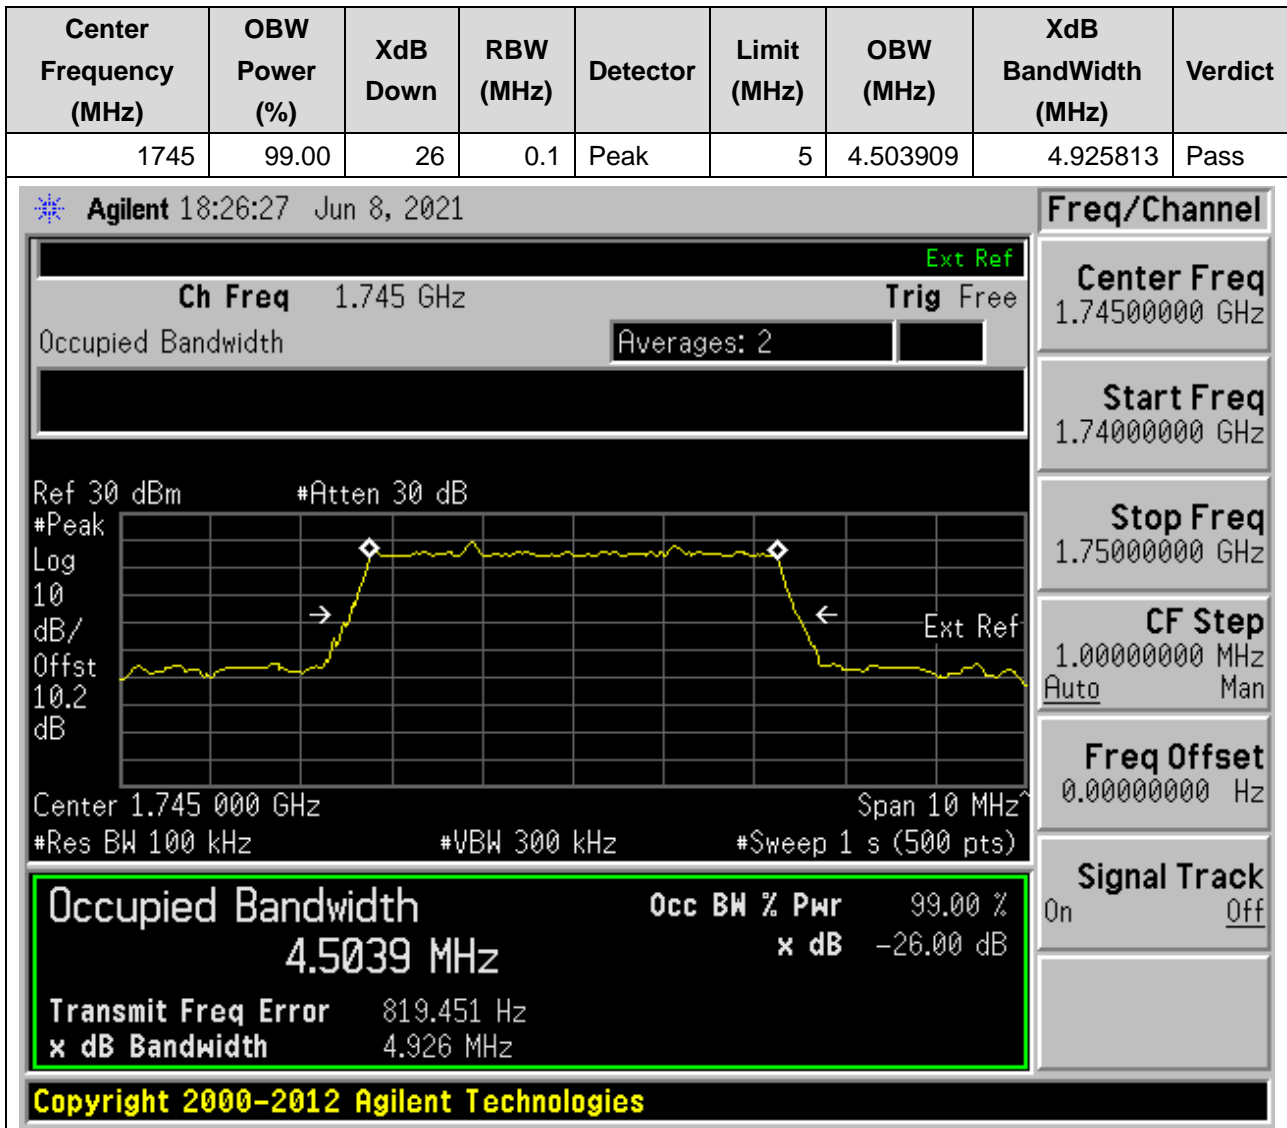 Center Frequency (MHz) OBW Power (%) XdB Down RBW (MHz) Detector Limit (MHz) OBW (MHz) XdB BandWidth (MHz) Verdict
1745 99.00 26 0.1 Peak 5 4.503909 4.925813 Pass
Agilent 18:26:27 Jun 8, 2021
Freq/Channel
Ext Ref
Ch Freq 1.745 GHz Trig Free
Occupied Bandwidth Averages: 2
Ref 30 dBm #Atten 30 dB
#Peak
Log
10
dB/
Offst
10.2
dB
Ext Ref
Center 1.745 000 GHz Span 10 MHz^
#Res BW 100 kHz #VBW 300 kHz #Sweep 1 s (500 pts)
Occupied Bandwidth
4.5039 MHz
Occ BW % Pwr 99.00 %
x dB -26.00 dB
Transmit Freq Error 819.451 Hz
x dB Bandwidth 4.926 MHz
Center Freq
1.74500000 GHz
Start Freq
1.74000000 GHz
Stop Freq
1.75000000 GHz
CF Step
1.00000000 MHz
Auto Man
Freq Offset
0.00000000 Hz
Signal Track
On Off
Copyright 2000-2012 Agilent Technologies